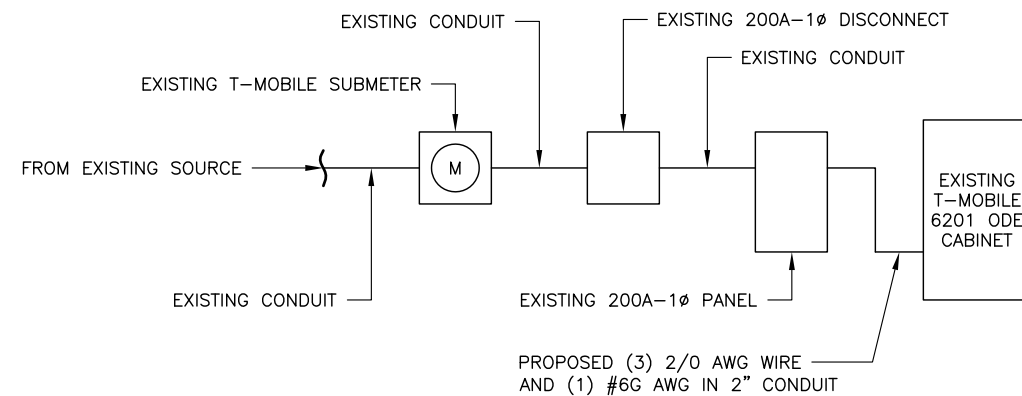 EXISTING CONDUIT
EXISTING 200A-1ø DISCONNECT
EXISTING CONDUIT
EXISTING T-MOBILE SUBMETER
FROM EXISTING SOURCE
M
EXISTING
T-MOBILE
6201 ODE
CABINET
EXISTING CONDUIT
EXISTING 200A-1ø PANEL
PROPOSED (3) 2/0 AWG WIRE
AND (1) #6G AWG IN 2" CONDUIT